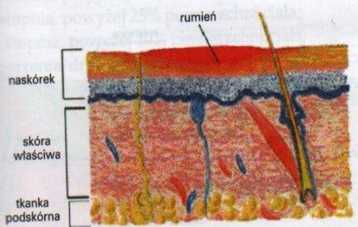 rumień
naskórek
skóra
właściwa
tkanka
podskórna